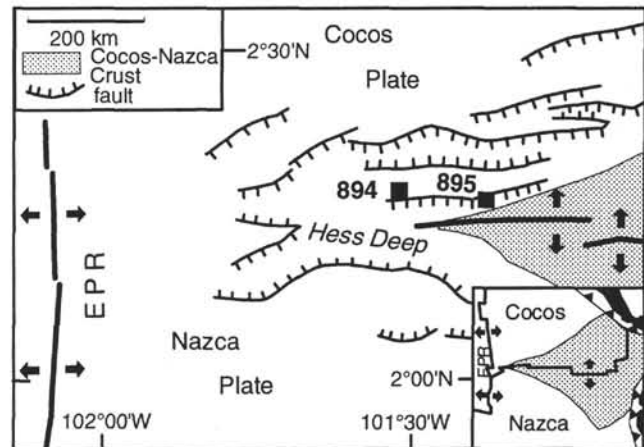 200 km
Cocos-Nazca
Crust
fault
2°30'N
Cocos
Plate
894
895
Hess Deep
EPR
Nazca
Plate
2°00'N
102°00'W
101°30'W
Cocos
EPR
Nazca